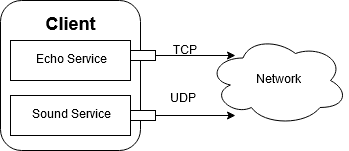 Client
Echo Service
TCP
Network
Sound Service
UDP